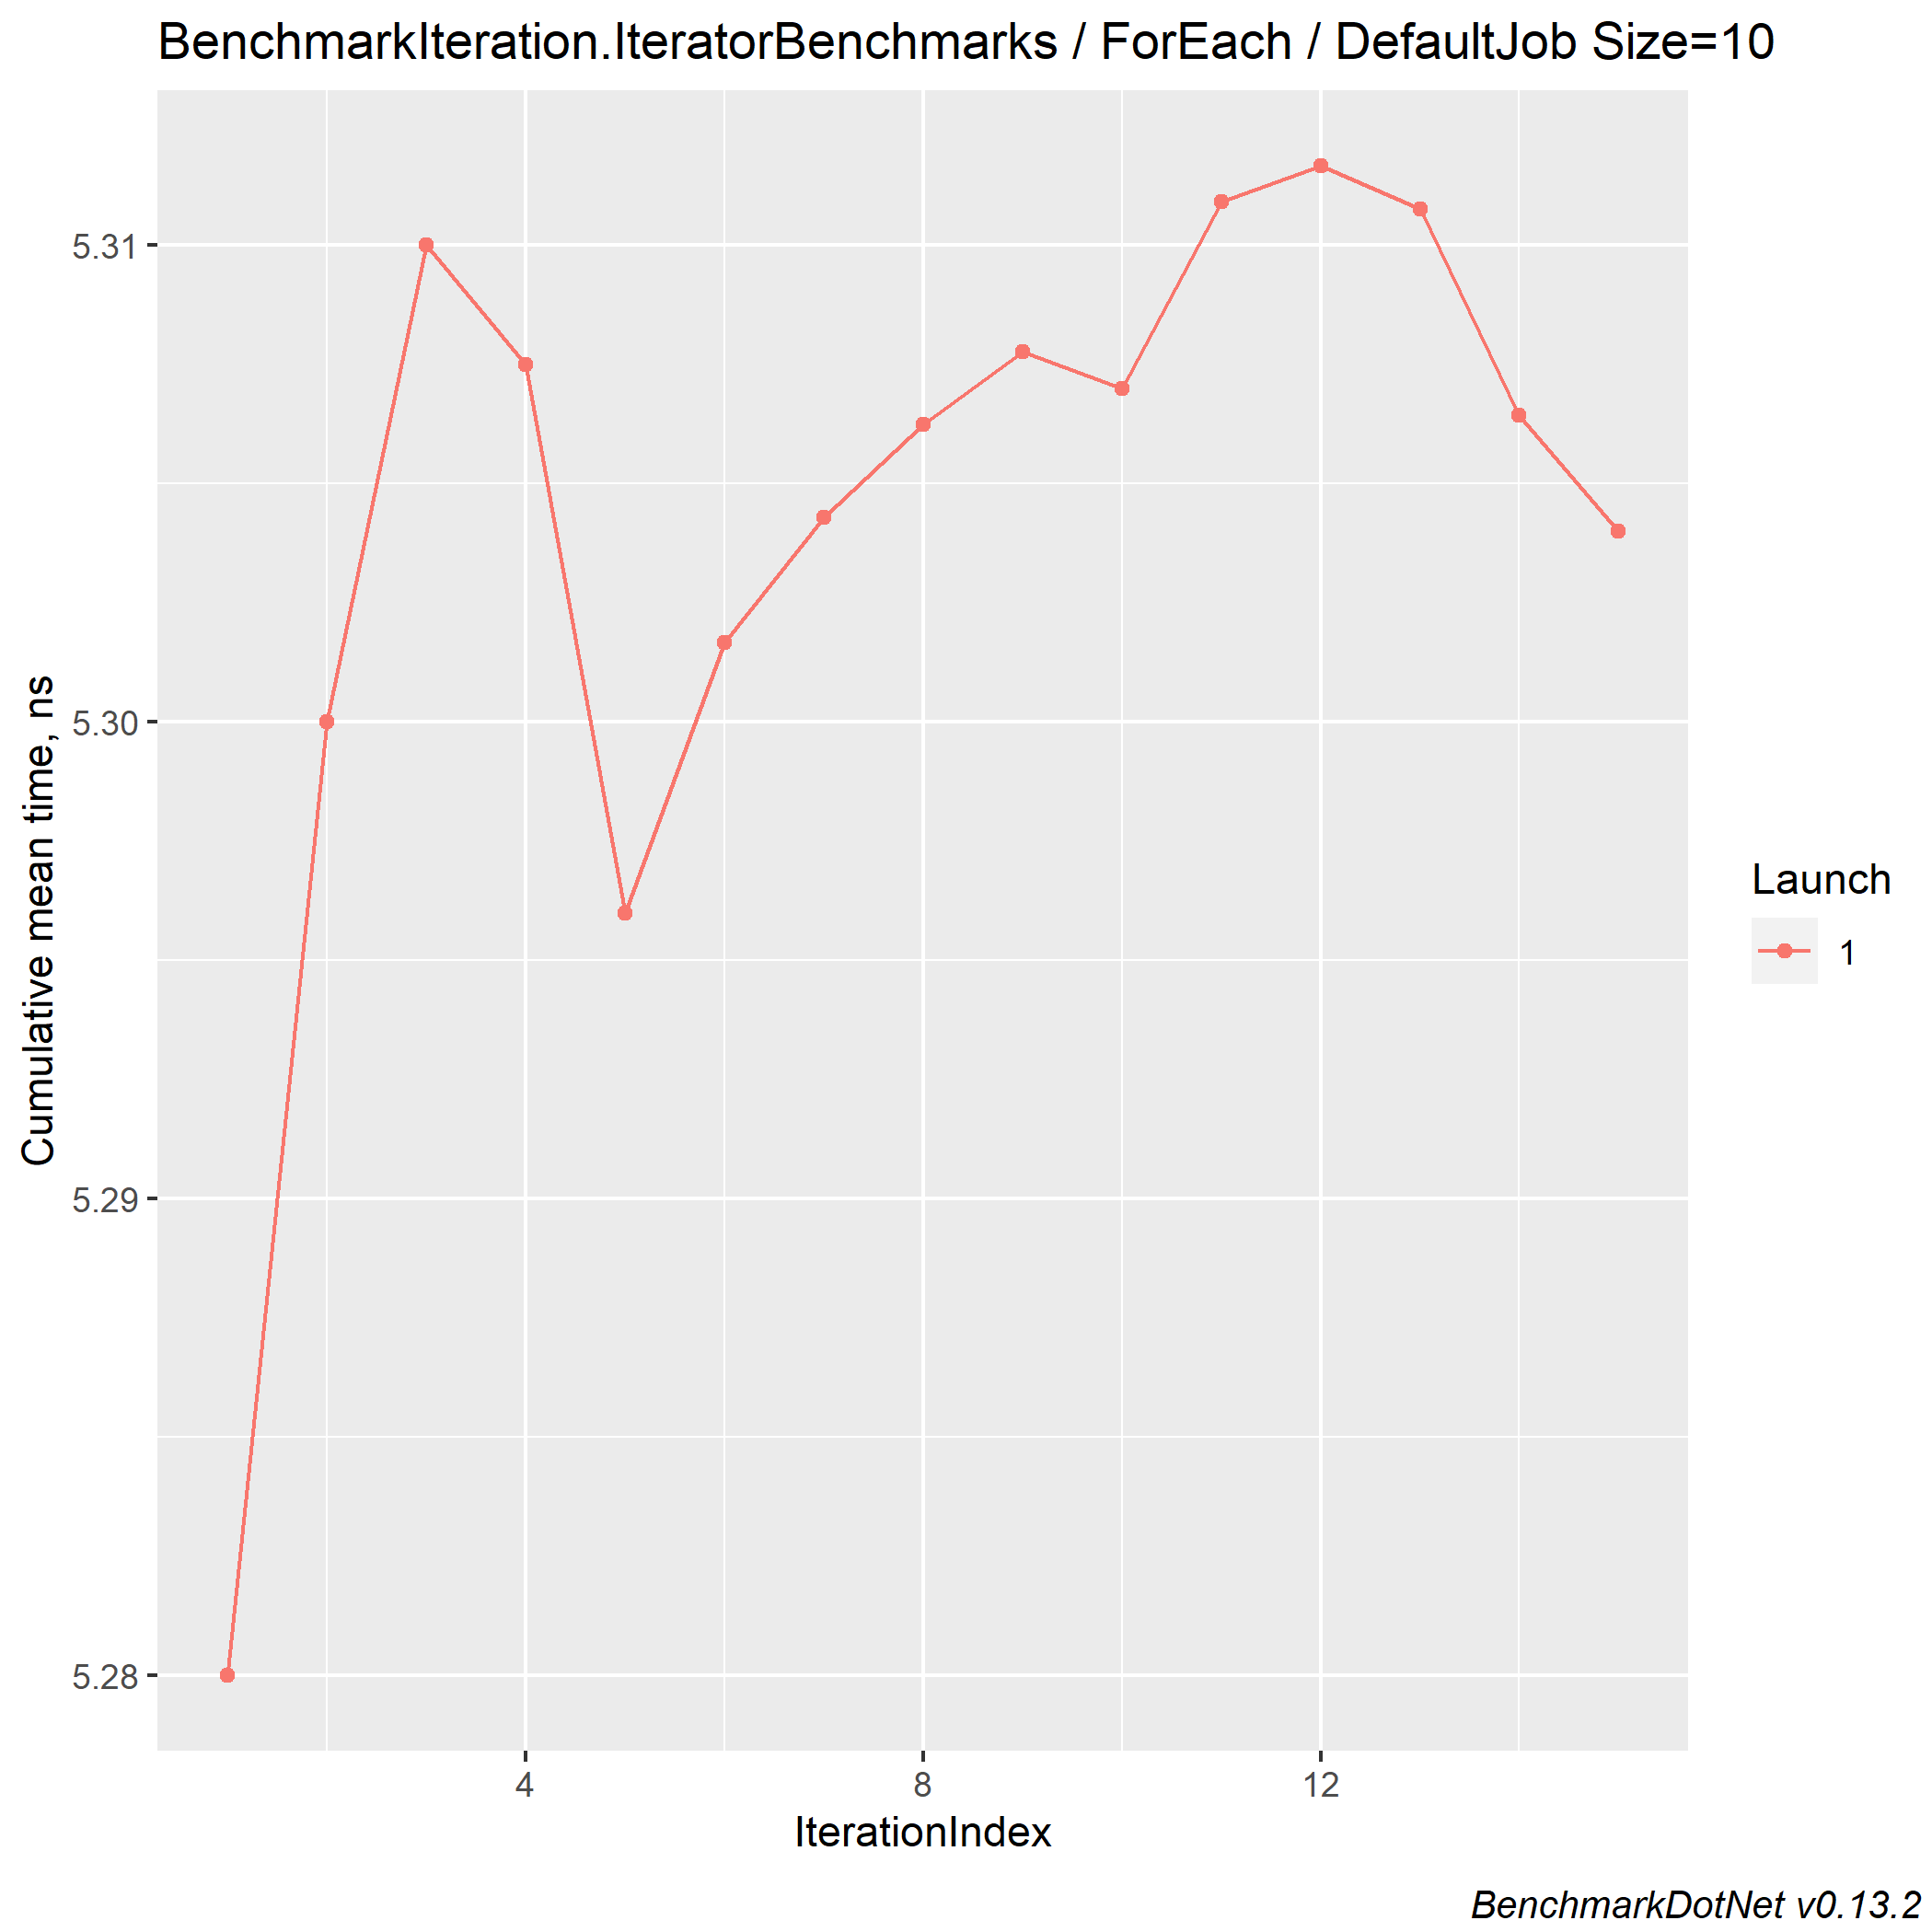 BenchmarkIteration.IteratorBenchmarks / ForEach / DefaultJob Size=10
Cumulative mean time, ns
5.31
5.30
5.29
5.28
4
8
12
IterationIndex
Launch
1
BenchmarkDotNet v0.13.2